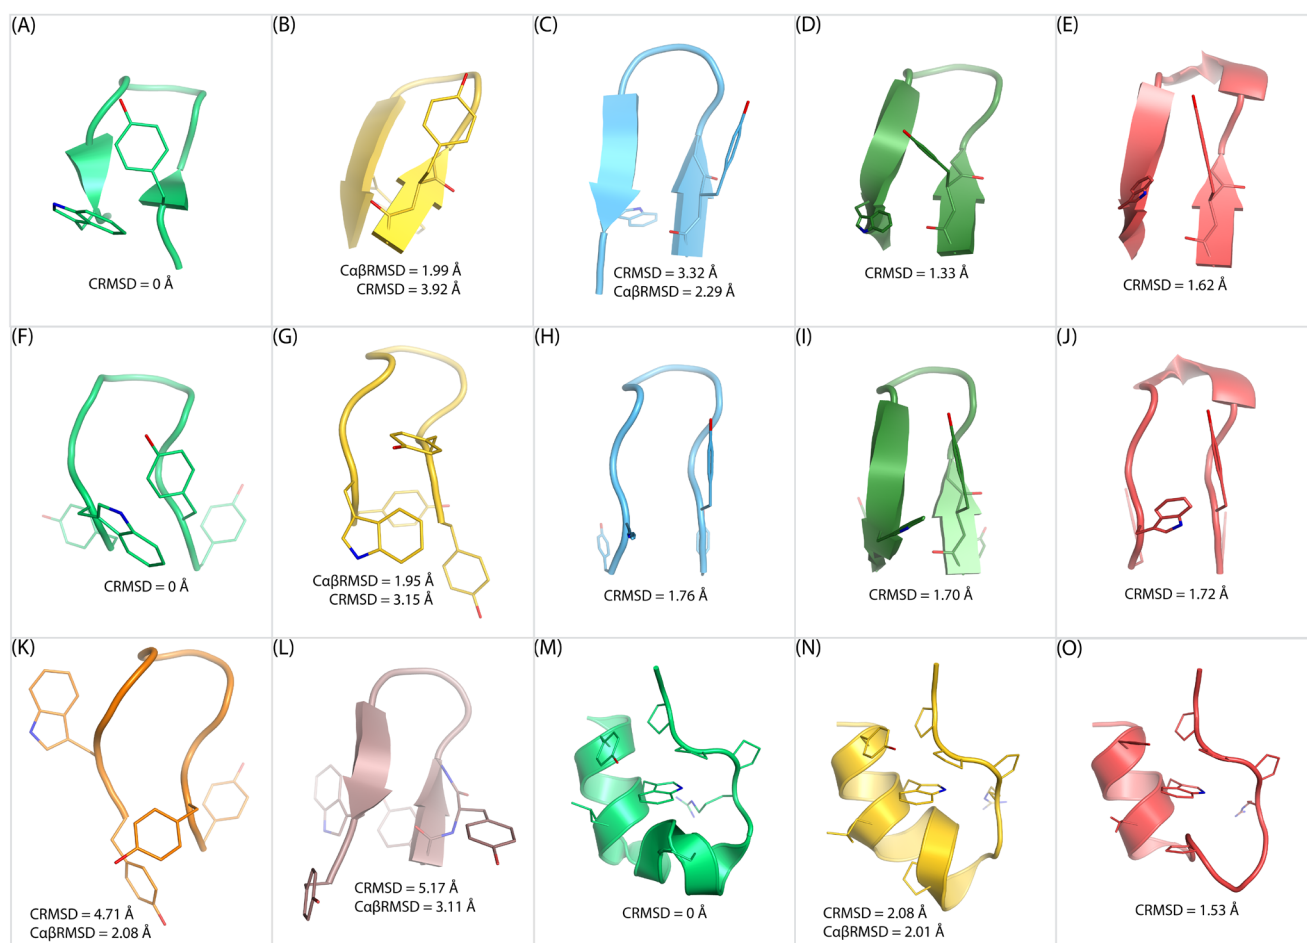 (A)
CRMSD = 0 Å
(B)
CαβRMSD = 1.99 Å
CRMSD = 3.92 Å
(C)
CRMSD = 3.32 Å
CαβRMSD = 2.29 Å
(D)
CRMSD = 1.33 Å
(E)
CRMSD = 1.62 Å
(F)
CRMSD = 0 Å
(G)
CαβRMSD = 1.95 Å
CRMSD = 3.15 Å
(H)
CRMSD = 1.76 Å
(I)
CRMSD = 1.70 Å
(J)
CRMSD = 1.72 Å
(K)
CRMSD = 4.71 Å
CαβRMSD = 2.08 Å
(L)
CRMSD = 5.17 Å
CαβRMSD = 3.11 Å
(M)
CRMSD = 0 Å
(N)
CRMSD = 2.08 Å
CαβRMSD = 2.01 Å
(O)
CRMSD = 1.53 Å